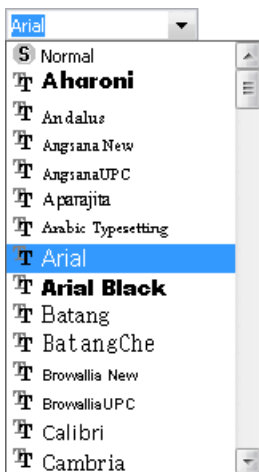 Arial
S Normal
Aharoni
Andalus
Angsana New
AngsanaUPC
Aparajita
Arabic Typesetting
Arial
Arial Black
Batang
BatangChe
Browallia New
BrowalliaUPC
Calibri
Cambria